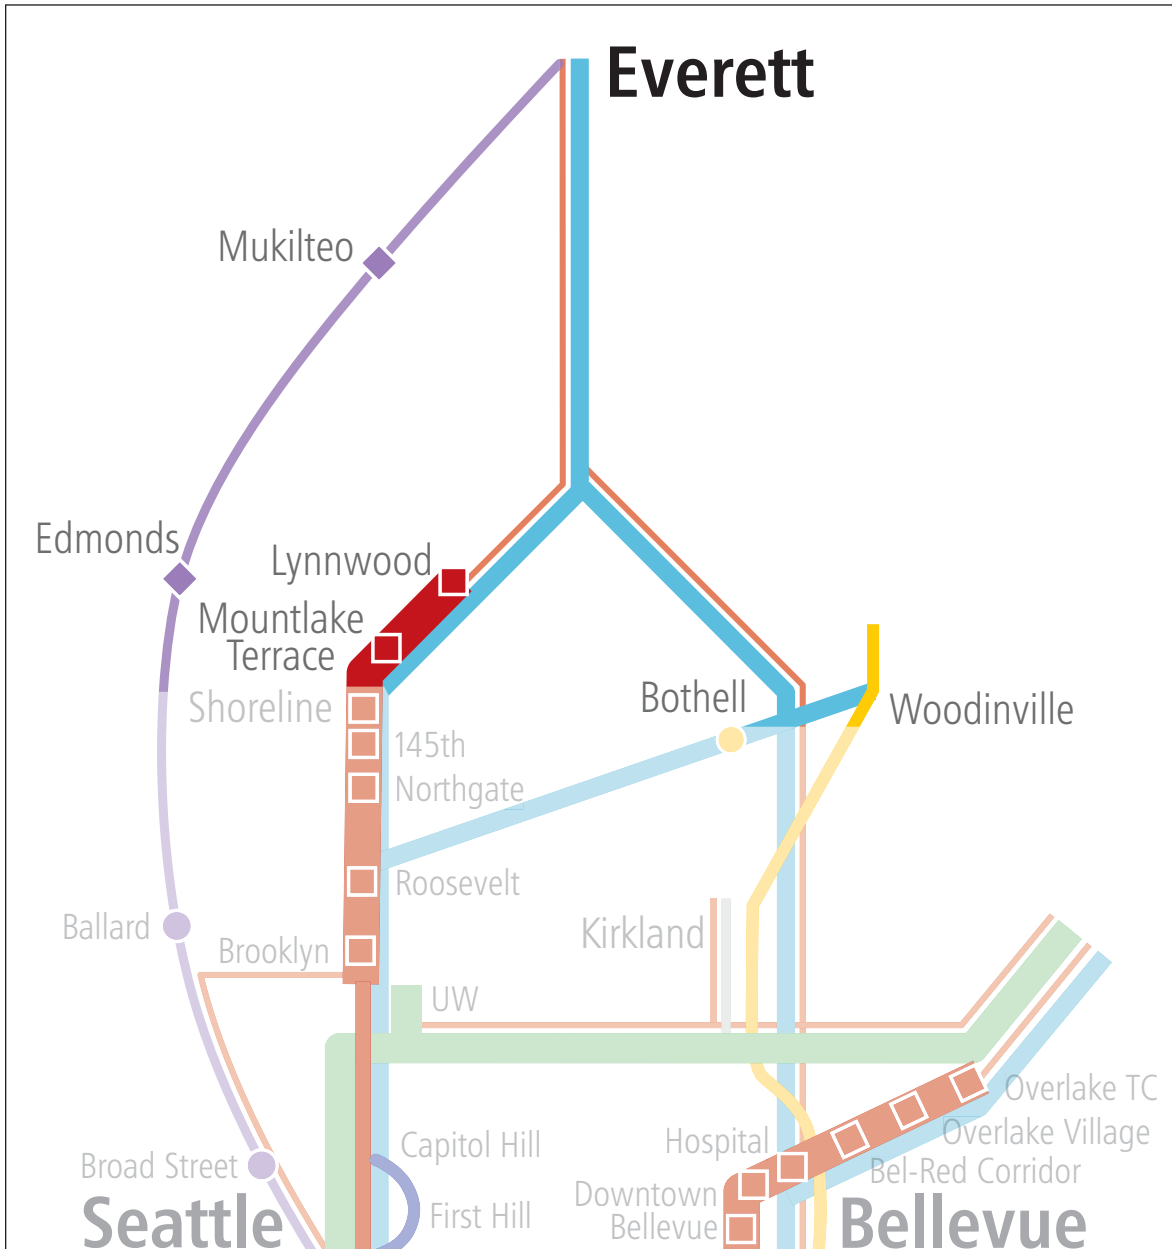 Everett
Mukilteo
Edmonds
Lynnwood
Mountlake
Terrace
Shoreline
Bothell
Woodinville
145th
Northgate
Roosevelt
Ballard
Brooklyn
Kirkland
UW
Overlake TC
Overlake Village
Hospital
Capitol Hill
Broad Street
Bel-Red Corridor
Downtown
Bellevue
First Hill
Seattle
Bellevue